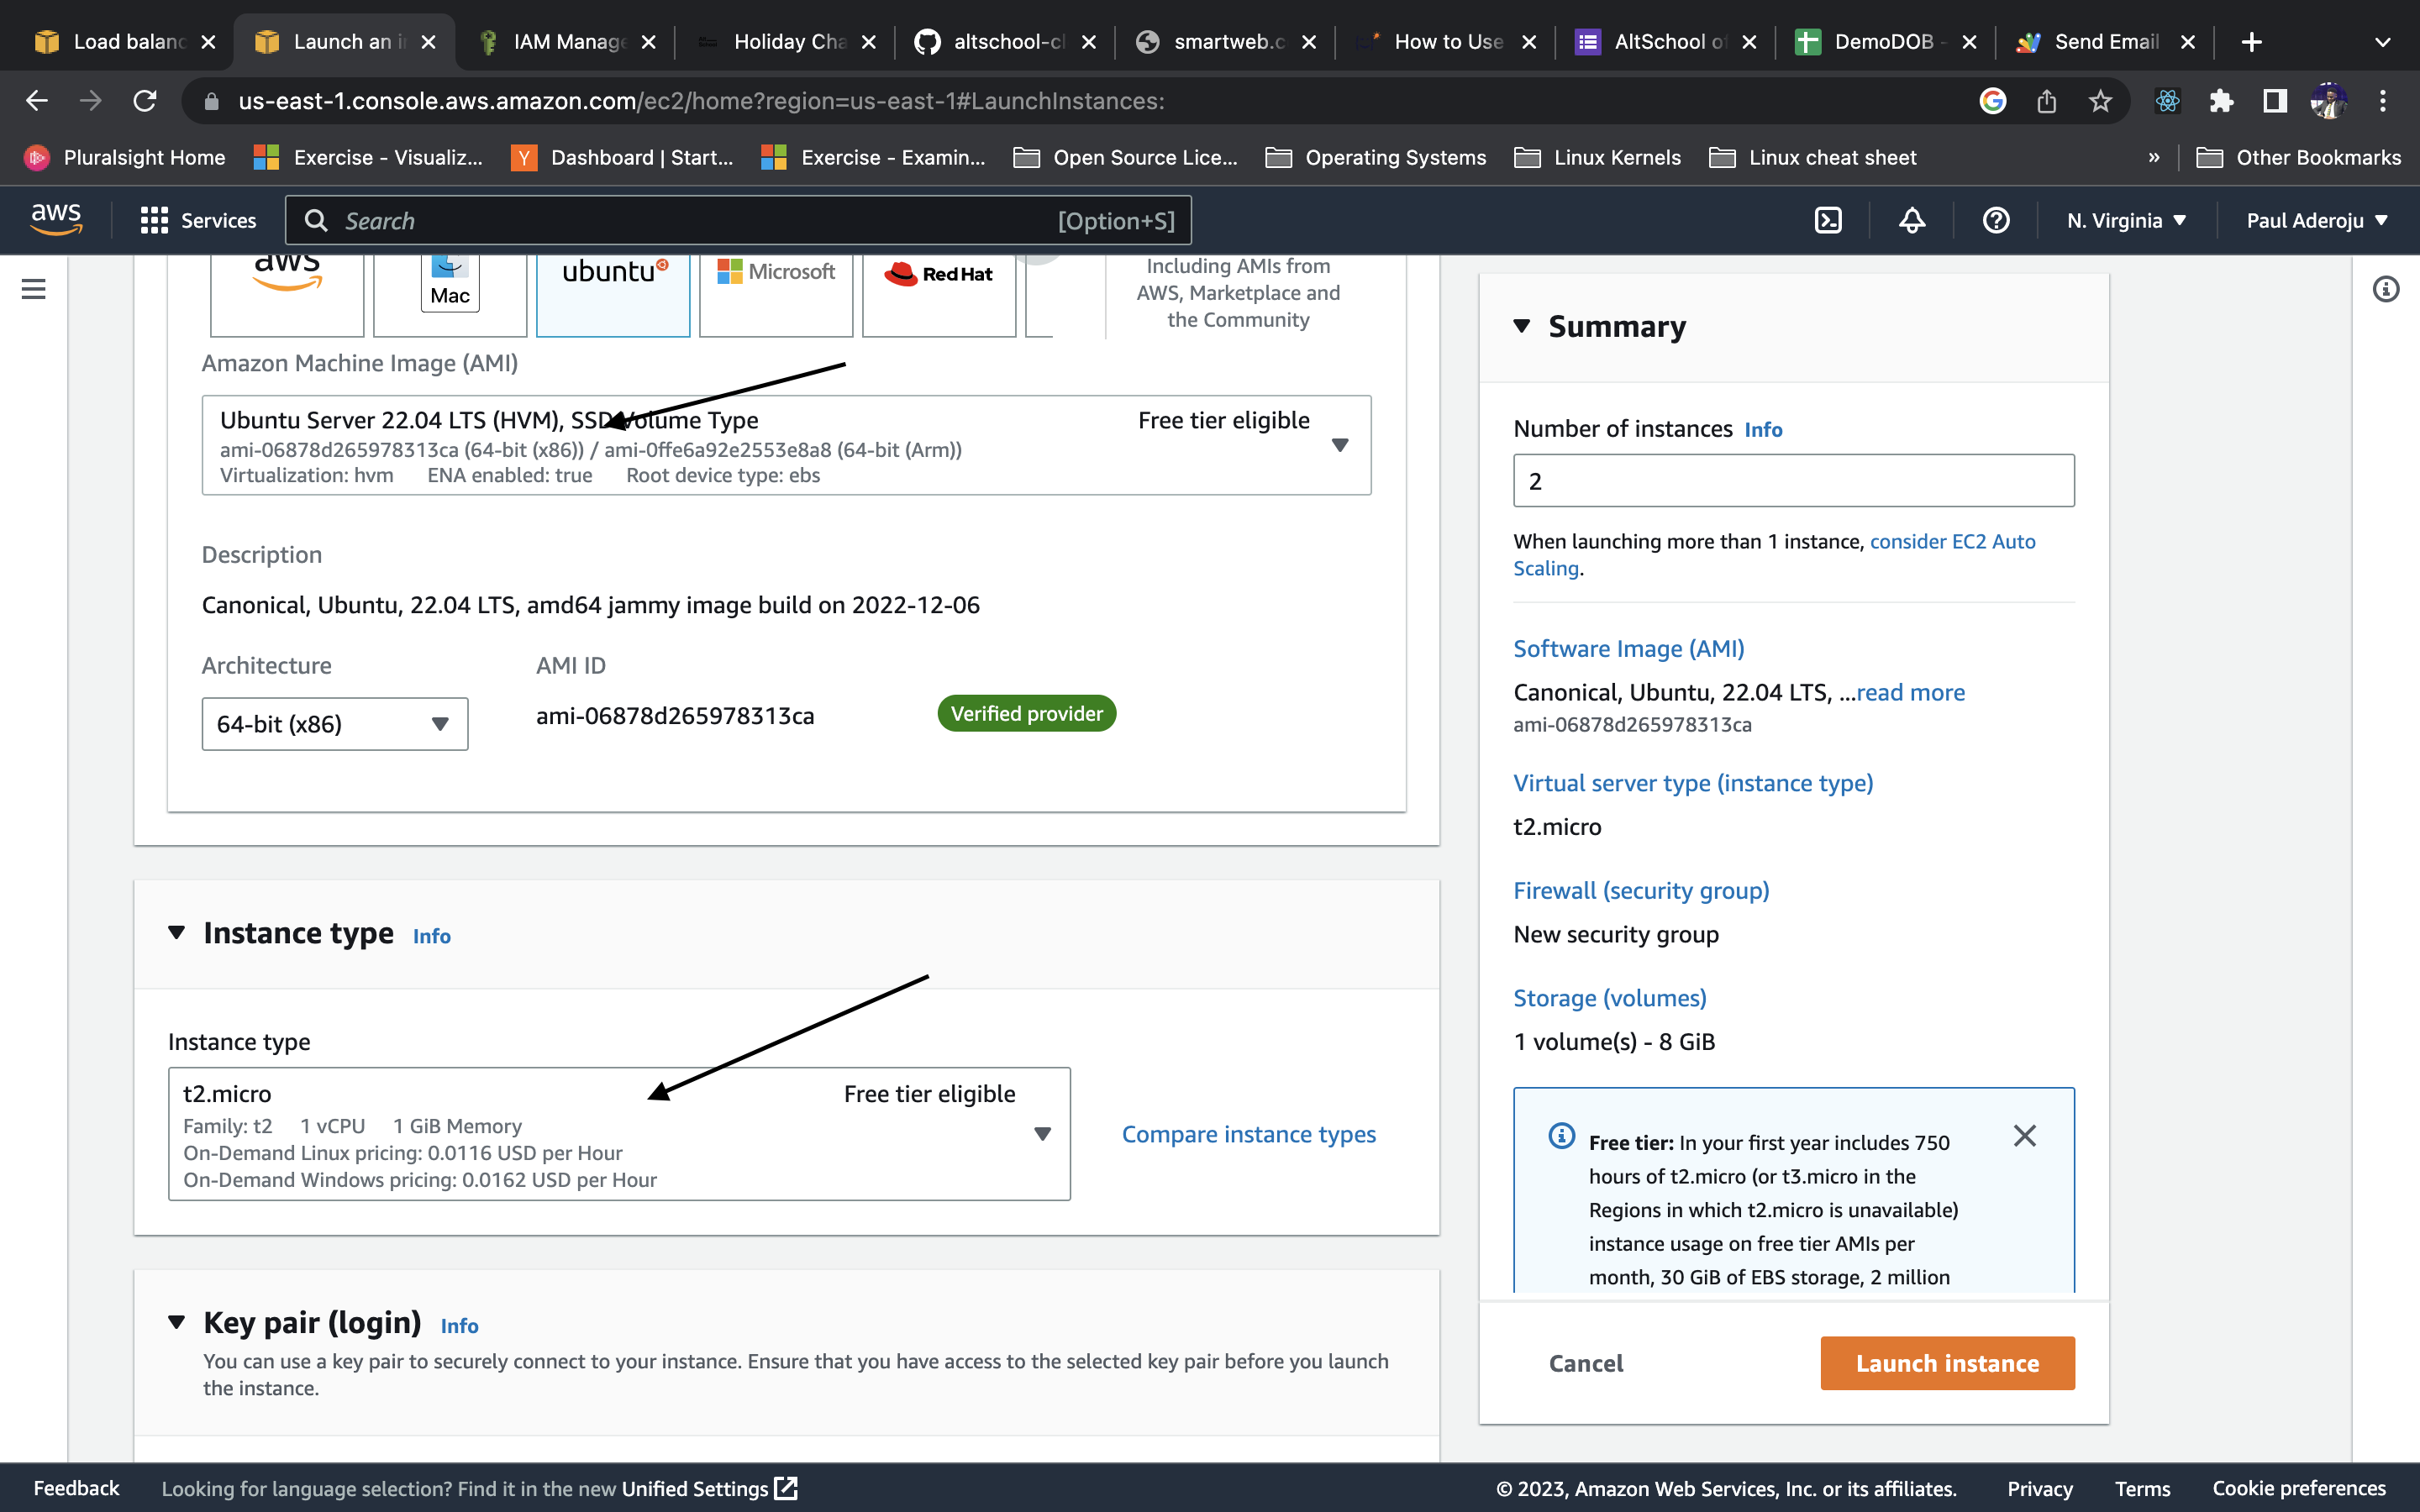 Load balanc
Launch an i
IAM Manage
Holiday Cha
altschool-cl
smartweb.c
How to Use
AltSchool of
DemoDOB -
Send Email
us-east-1.console.aws.amazon.com/ec2/home?region=us-east-1#LaunchInstances:
Pluralsight Home
Exercise - Visualiz...
Dashboard | Start...
Exercise - Examin...
Open Source Lice...
Operating Systems
Linux Kernels
Linux cheat sheet
»
Other Bookmarks
aws
Services
Search
[Option+S]
N. Virginia
Paul Aderoju
aws
Mac
ubuntu
Microsoft
Red Hat
Including AMIs from
AWS, Marketplace and
the Community
Amazon Machine Image (AMI)
Ubuntu Server 22.04 LTS (HVM), SSD Volume Type
Free tier eligible
ami-06878d265978313ca (64-bit (x86)) / ami-0ffe6a92e2553e8a8 (64-bit (Arm))
Virtualization: hvm ENA enabled: true Root device type: ebs
Description
Canonical, Ubuntu, 22.04 LTS, amd64 jammy image build on 2022-12-06
Architecture
AMI ID
64-bit (x86)
ami-06878d265978313ca
Verified provider
Instance type Info
Instance type
t2.micro
Free tier eligible
Family: t2 1 vCPU 1 GiB Memory
On-Demand Linux pricing: 0.0116 USD per Hour
On-Demand Windows pricing: 0.0162 USD per Hour
Compare instance types
Key pair (login) Info
You can use a key pair to securely connect to your instance. Ensure that you have access to the selected key pair before you launch
the instance.
Summary
Number of instances Info
2
When launching more than 1 instance, consider EC2 Auto
Scaling.
Software Image (AMI)
Canonical, Ubuntu, 22.04 LTS, ...read more
ami-06878d265978313ca
Virtual server type (instance type)
t2.micro
Firewall (security group)
New security group
Storage (volumes)
1 volume(s) - 8 GiB
Free tier: In your first year includes 750
hours of t2.micro (or t3.micro in the
Regions in which t2.micro is unavailable)
instance usage on free tier AMIs per
month, 30 GiB of EBS storage, 2 million
Cancel
Launch instance
Feedback
Looking for language selection? Find it in the new Unified Settings
© 2023, Amazon Web Services, Inc. or its affiliates.
Privacy
Terms
Cookie preferences